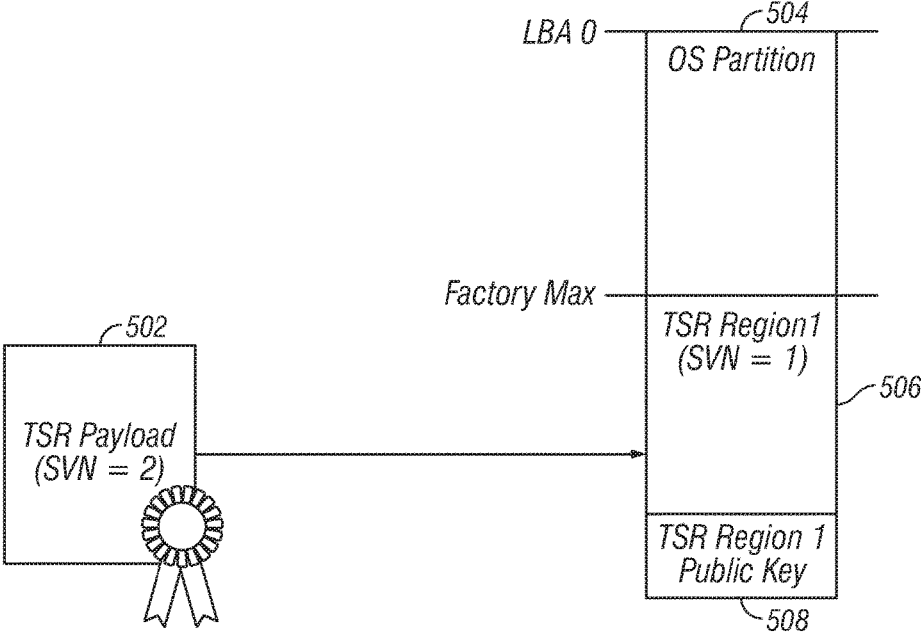 504
LBA 0
OS Partition
Factory Max
TSR Region1
(SVN = 1)
506
502
TSR Payload
(SVN = 2)
TSR Region 1
Public Key
508